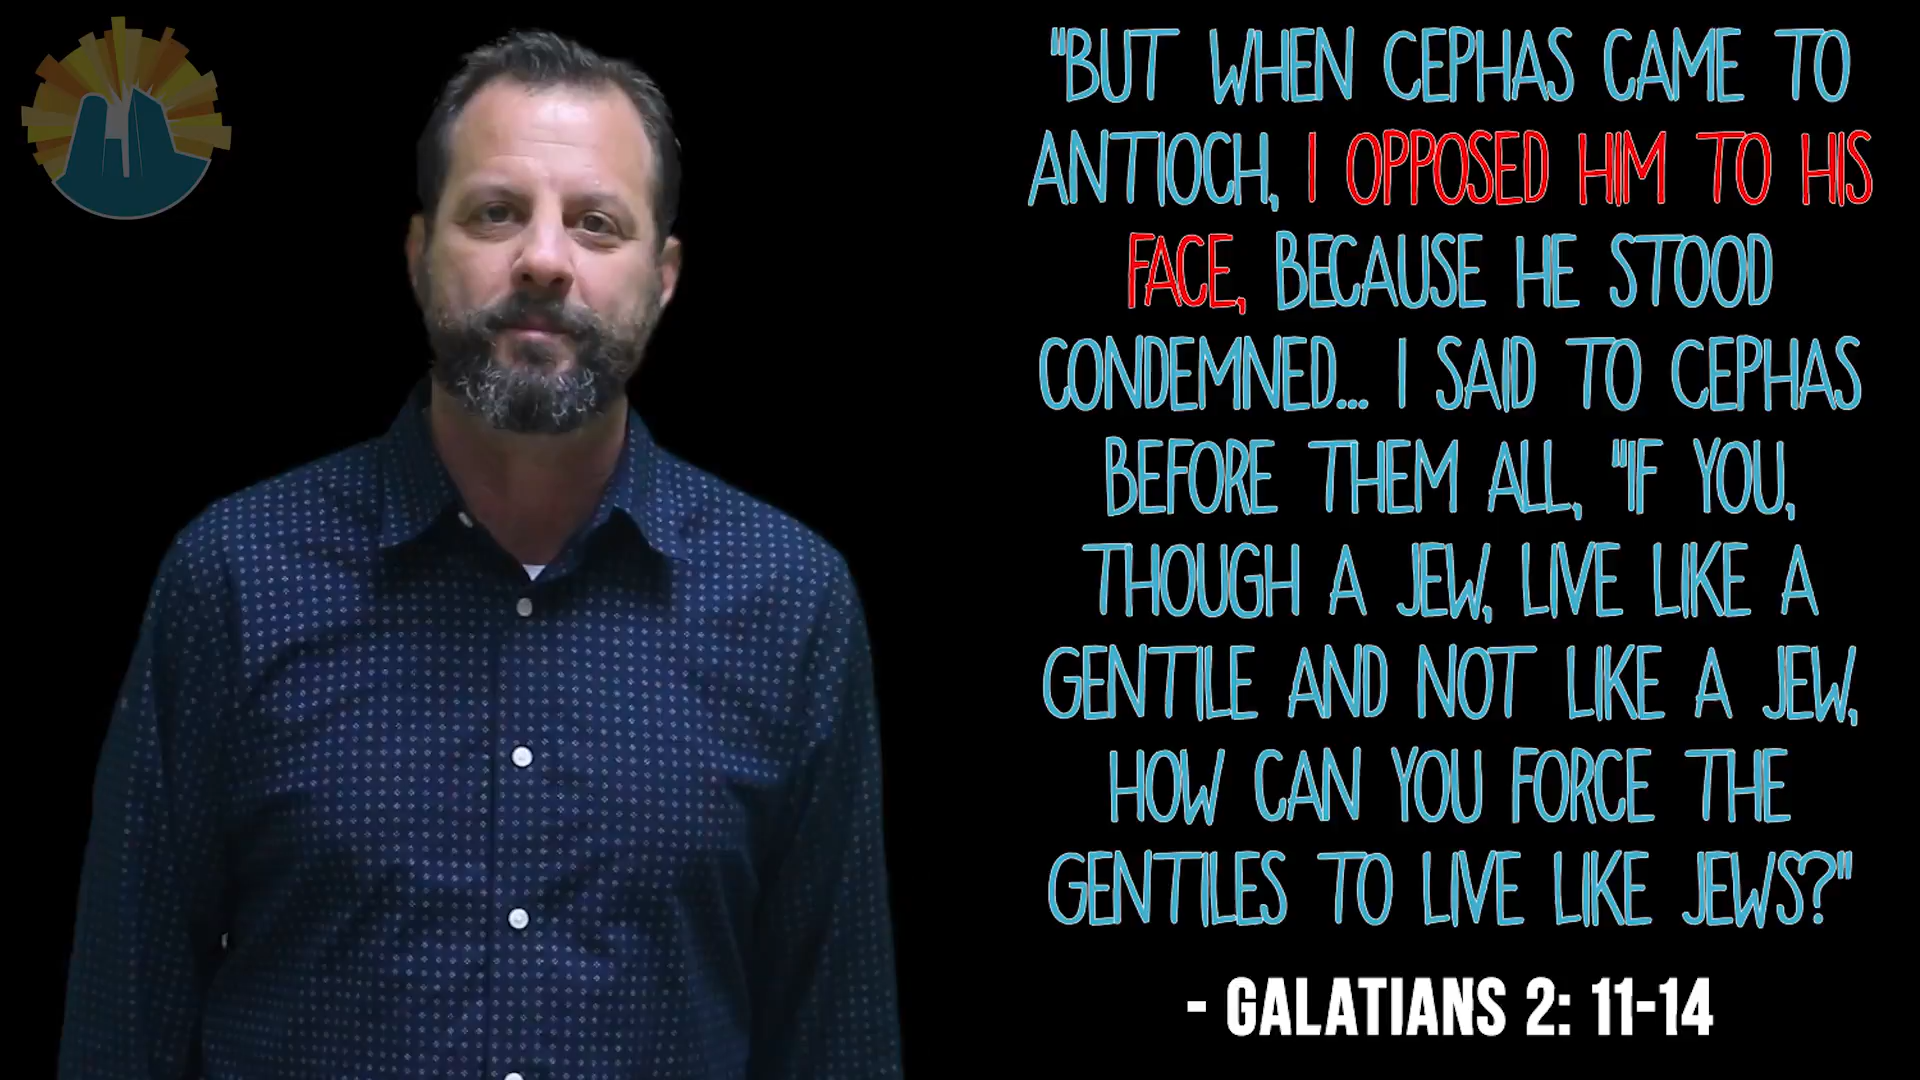 "BUT WHEN CEPHAS CAME TO
ANTIOCH, I OPPOSED HIM TO HIS
FACE, BECAUSE HE STOOD
CONDEMNED... I SAID TO CEPHAS
BEFORE THEM ALL, "IF YOU,
THOUGH A JEW, LIVE LIKE A
GENTILE AND NOT LIKE A JEW,
HOW CAN YOU FORCE THE
GENTILES TO LIVE LIKE JEWS?"
- GALATIANS 2: 11-14